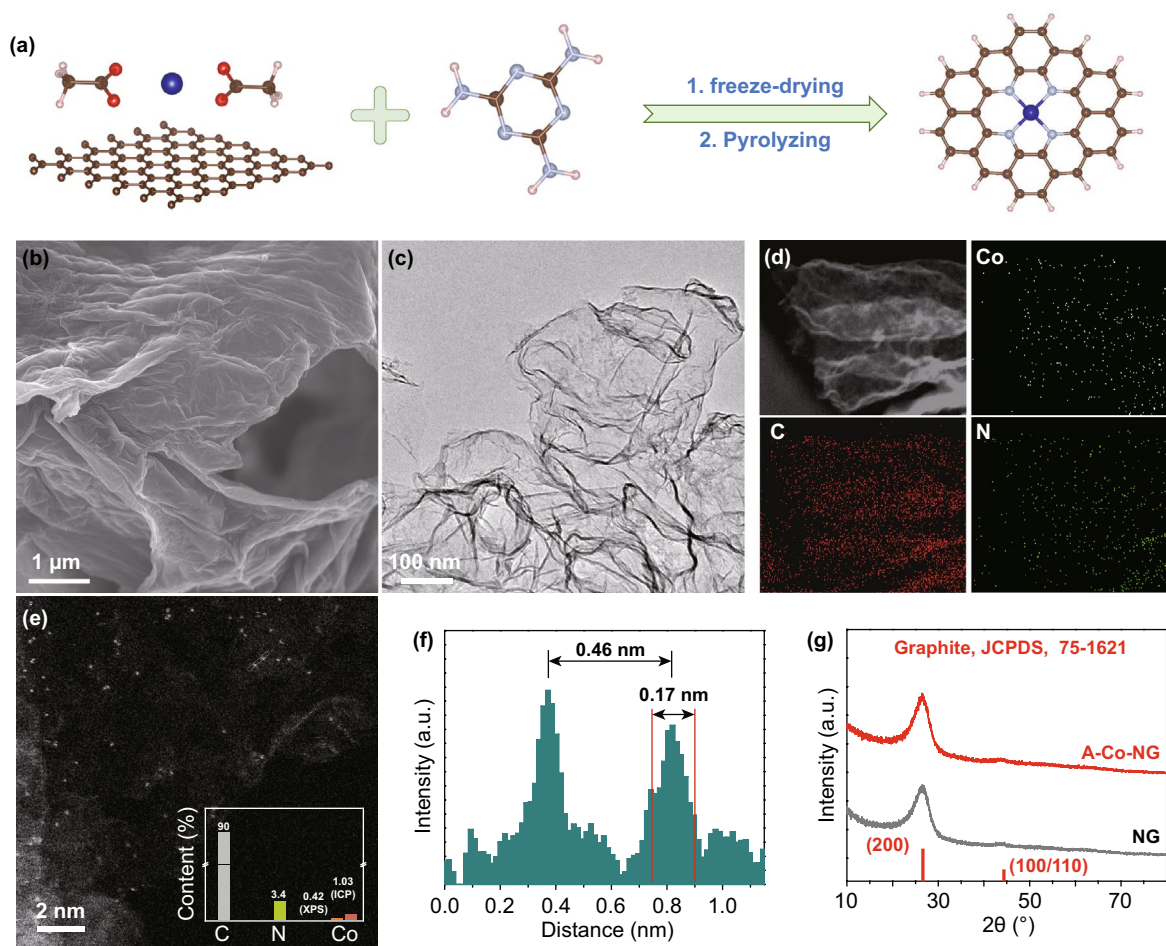 (a)
1. freeze-drying
2. Pyrolyzing
(b)
1 μm
(c)
100 nm
(d)
Co
C
N
(e)
2 nm
Content (%)
90
3.4
0.42
(XPS)
1.03
(ICP)
C N Co
(f)
0.46 nm
0.17 nm
Intensity (a.u.)
0.0 0.2 0.4 0.6 0.8 1.0
Distance (nm)
(g)
Graphite, JCPDS, 75-1621
A-Co-NG
NG
(200)
(100/110)
Intensity (a.u.)
10 20 30 40 50 60 70
2θ (°)